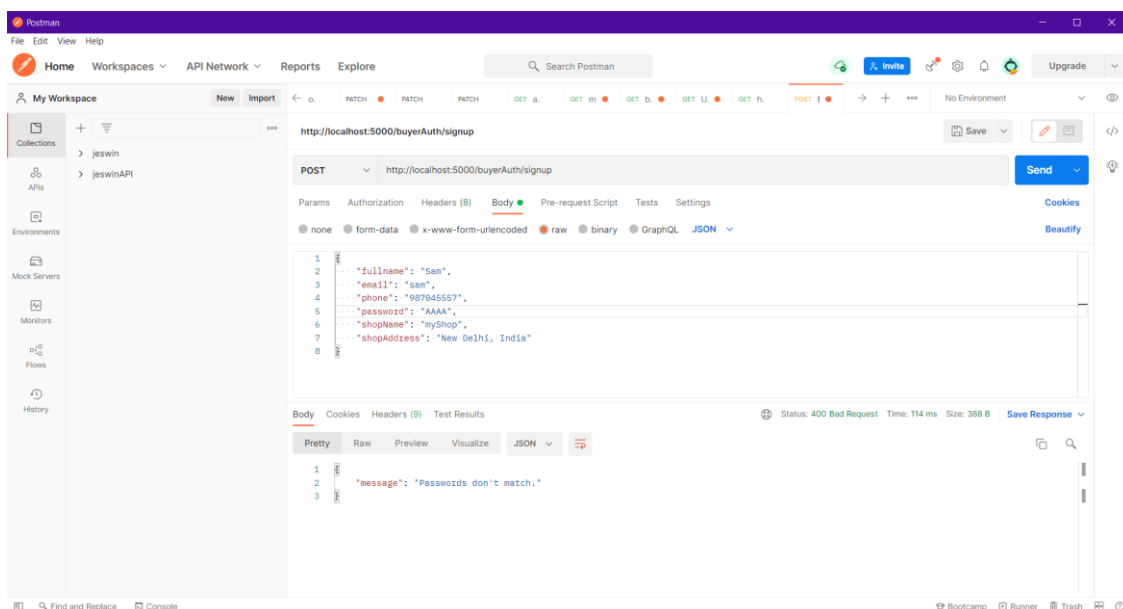 Postman
File Edit View Help
Home Workspaces API Network Reports Explore Search Postman Invite Upgrade
My Workspace New Import o. PATCH PATCH PATCH GET a. GET m GET b. GET U. GET h. POST No Environment
Collections
APIs
Environments
Mock Servers
Monitors
Flows
History
jeswin
jeswinAPI
http://localhost:5000/buyerAuth/signup Save
POST http://localhost:5000/buyerAuth/signup Send
Params Authorization Headers (8) Body Pre-request Script Tests Settings Cookies
none form-data x-www-form-urlencoded raw binary GraphQL JSON Beautify
1 {
2 "fullname": "Sam",
3 "email": "sam",
4 "phone": "987045557",
5 "password": "AAAA",
6 "shopName": "myShop",
7 "shopAddress": "New Delhi, India"
8 }
Body Cookies Headers (9) Test Results Status: 400 Bad Request Time: 114 ms Size: 388 B Save Response
Pretty Raw Preview Visualize JSON
1 {
2 "message": "Passwords don't match."
3 }
Find and Replace Console Bootcamp Runner Trash